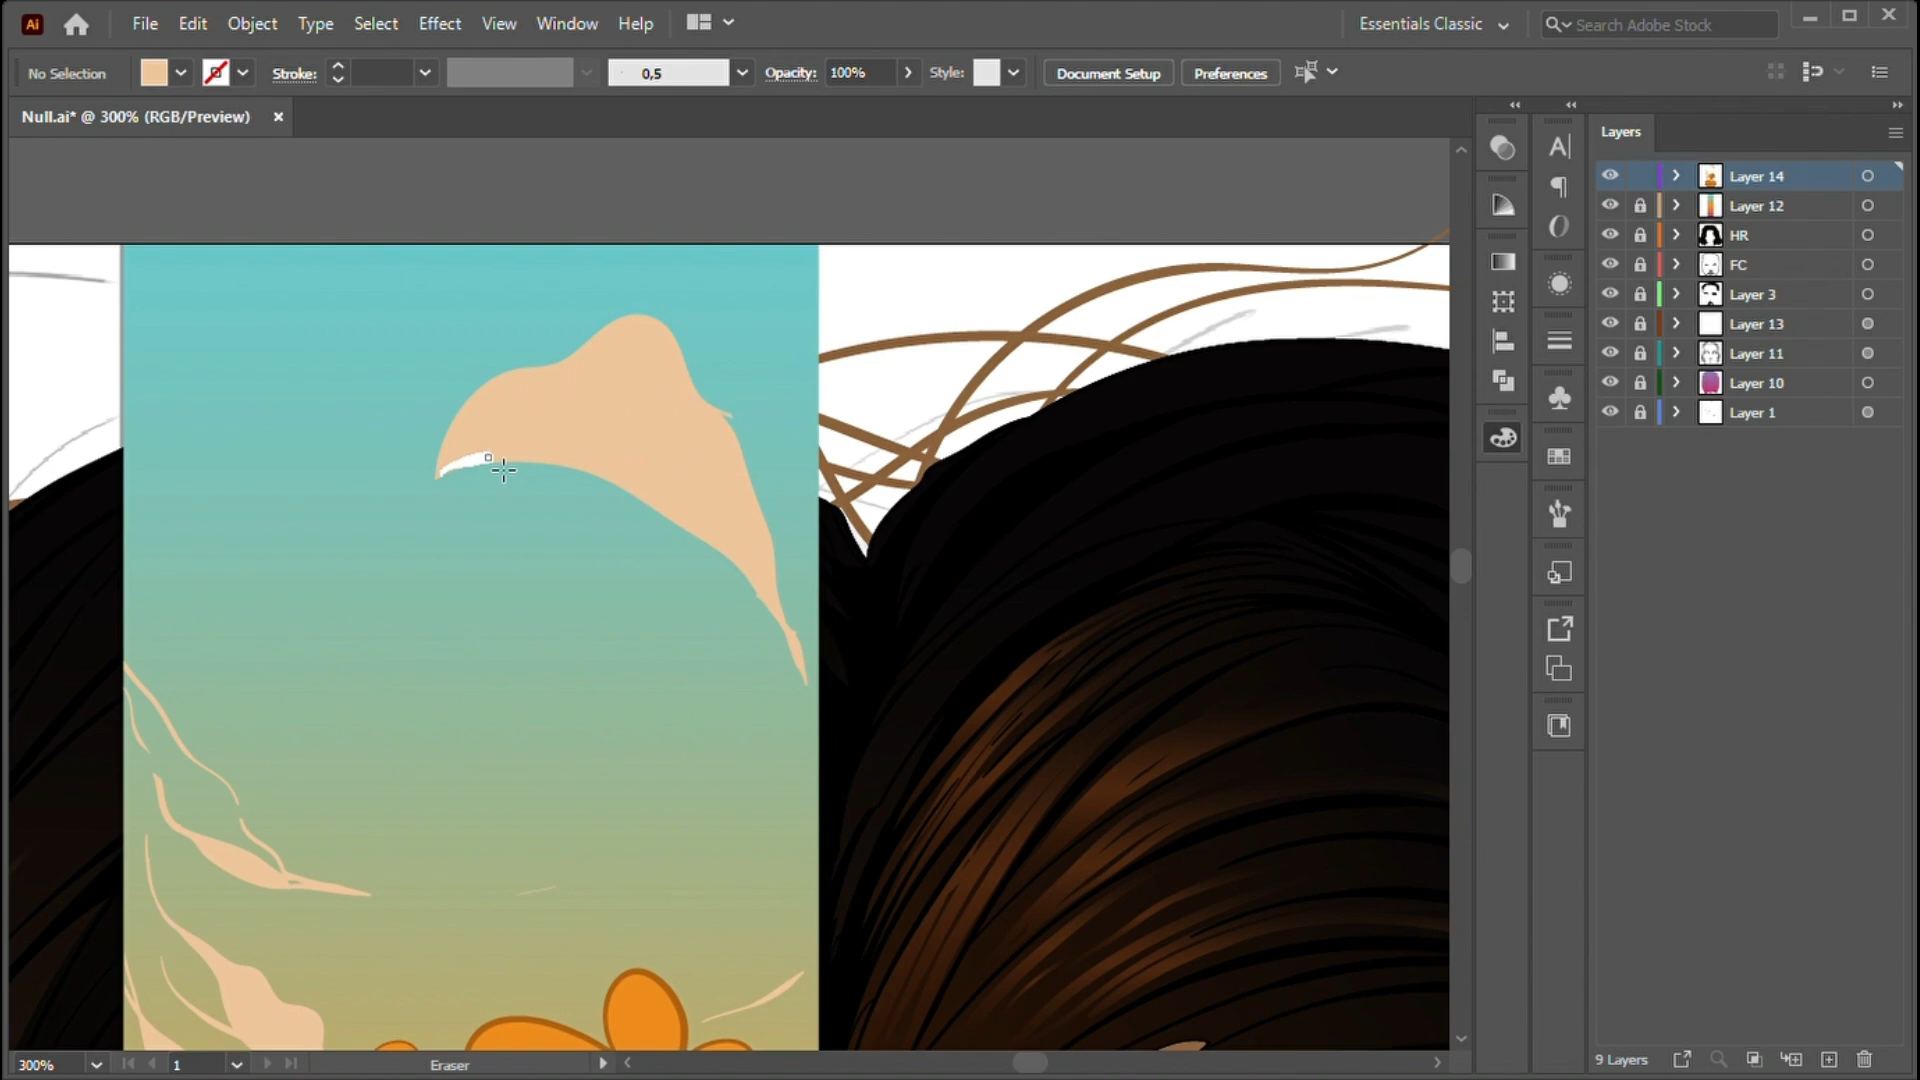 Ai File Edit Object Type Select Effect View Window Help Essentials Classic Search Adobe Stock
No Selection Stroke: 0,5 Opacity: 100% Style: Document Setup Preferences
Null.ai* @ 300% (RGB/Preview) ×
Layers
Layer 14
Layer 12
HR
FC
Layer 3
Layer 13
Layer 11
Layer 10
Layer 1
300% 1 Eraser 9 Layers